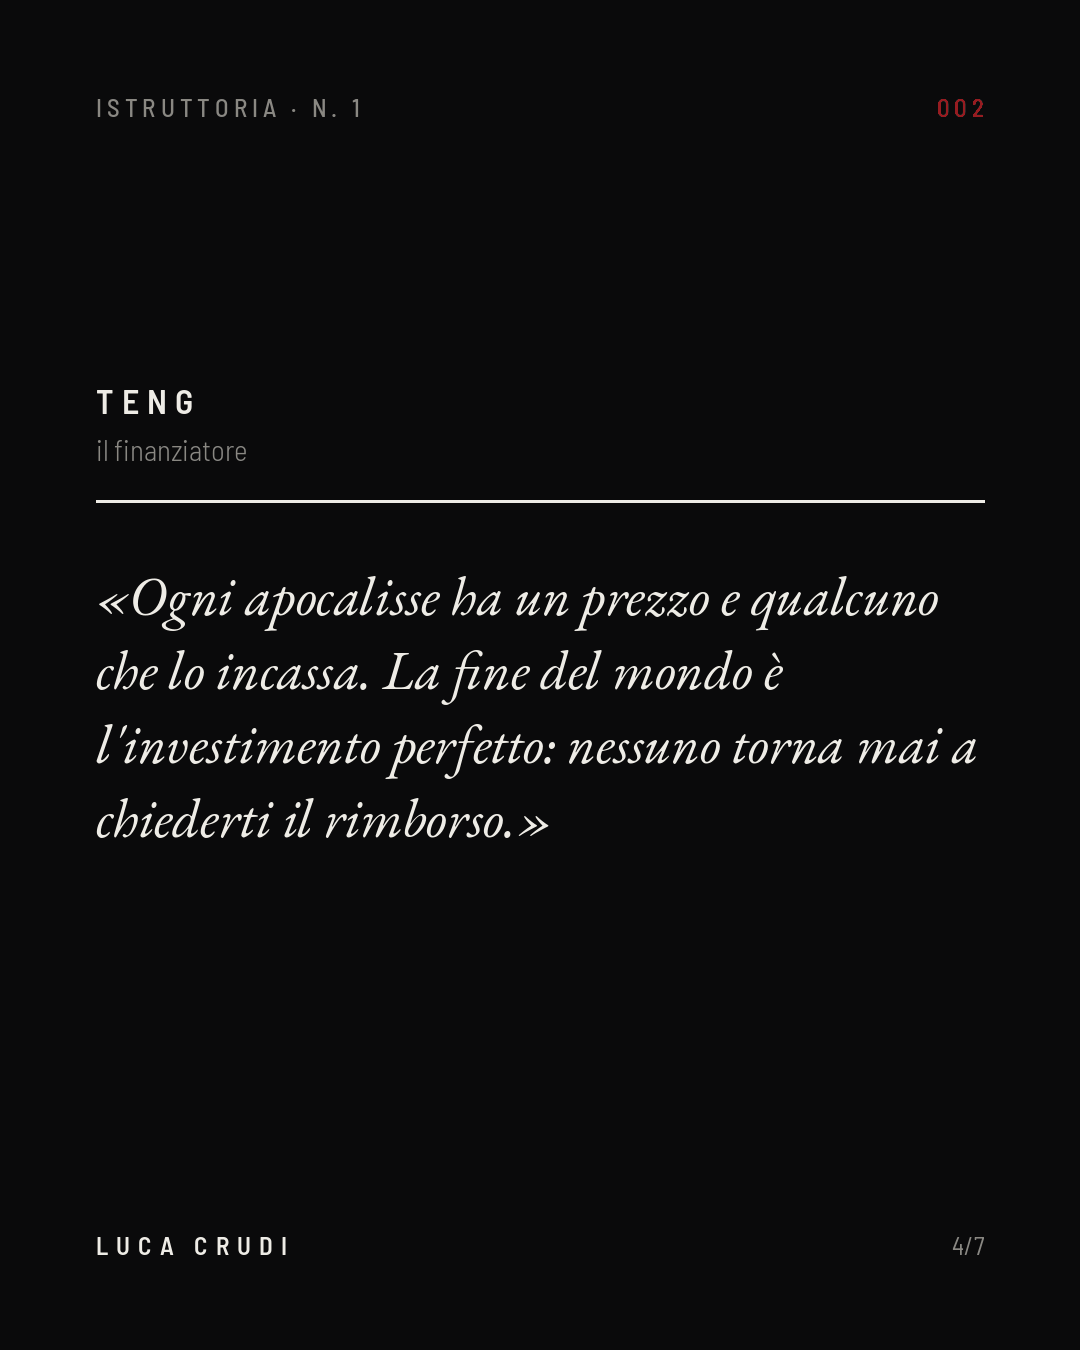 ISTRUTTORIA · N. 1
002
TENG
il finanziatore
«Ogni apocalisse ha un prezzo e qualcuno
che lo incassa. La fine del mondo è
l'investimento perfetto: nessuno torna mai a
chiederti il rimborso.»
LUCA CRUDI
4/7